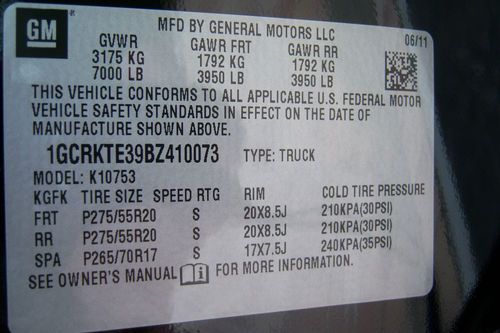 GM
MFD BY GENERAL MOTORS LLC
06/11
GVWR GAWR FRT GAWR RR
3175 KG 1792 KG 1792 KG
7000 LB 3950 LB 3950 LB
THIS VEHICLE CONFORMS TO ALL APPLICABLE U.S. FEDERAL MOTOR
VEHICLE SAFETY STANDARDS IN EFFECT ON THE DATE OF
MANUFACTURE SHOWN ABOVE.
1GCRKTE39BZ410073 TYPE: TRUCK
MODEL: K10753
KGFK TIRE SIZE SPEED RTG RIM COLD TIRE PRESSURE
FRT P275/55R20 S 20X8.5J 210KPA(30PSI)
RR P275/55R20 S 20X8.5J 210KPA(30PSI)
SPA P265/70R17 S 17X7.5J 240KPA(35PSI)
SEE OWNER'S MANUAL FOR MORE INFORMATION.